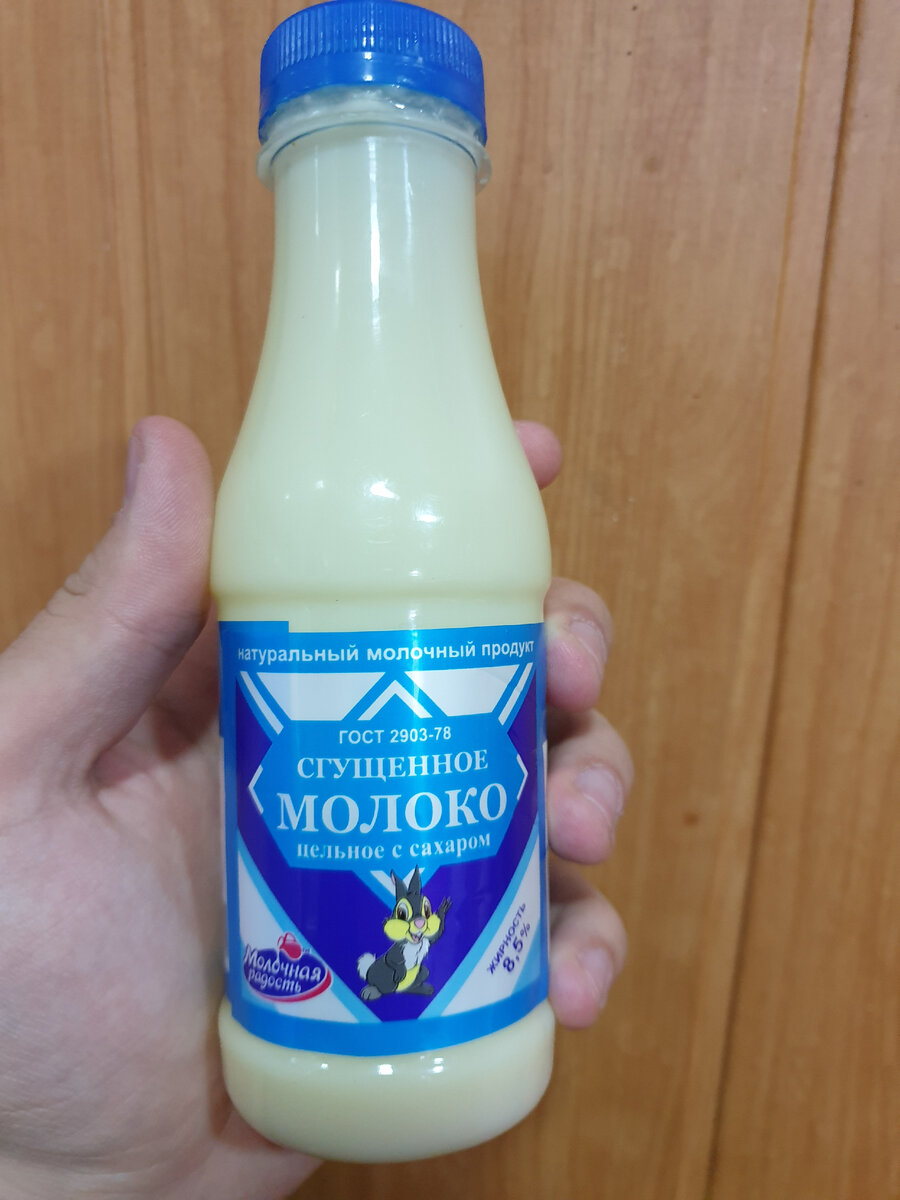 натуральный молочный продукт
ГОСТ 2903-78
СГУЩЕННОЕ
МОЛОКО
цельное с сахаром
Молочная
радость
жирность
8,5%